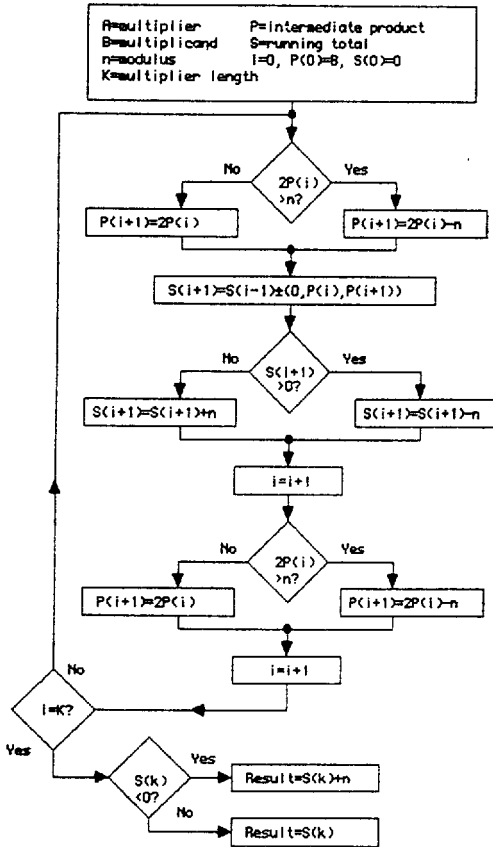 A=multiplier P=intermediate product
B=multiplicand S=running total
n=modulus i=0, P(0)=B, S(0)=0
K=multiplier length
No
Yes
2P(i)
>n?
P(i+1)=2P(i)
P(i+1)=2P(i)-n
S(i+1)=S(i-1)±(0,P(i),P(i+1))
No
Yes
S(i+1)
>0?
S(i+1)=S(i+1)+n
S(i+1)=S(i+1)-n
i=i+1
No
Yes
2P(i)
>n?
P(i+1)=2P(i)
P(i+1)=2P(i)-n
i=i+1
No
i=K?
Yes
Yes
S(k)
<0?
Result=S(k)+n
No
Result=S(k)